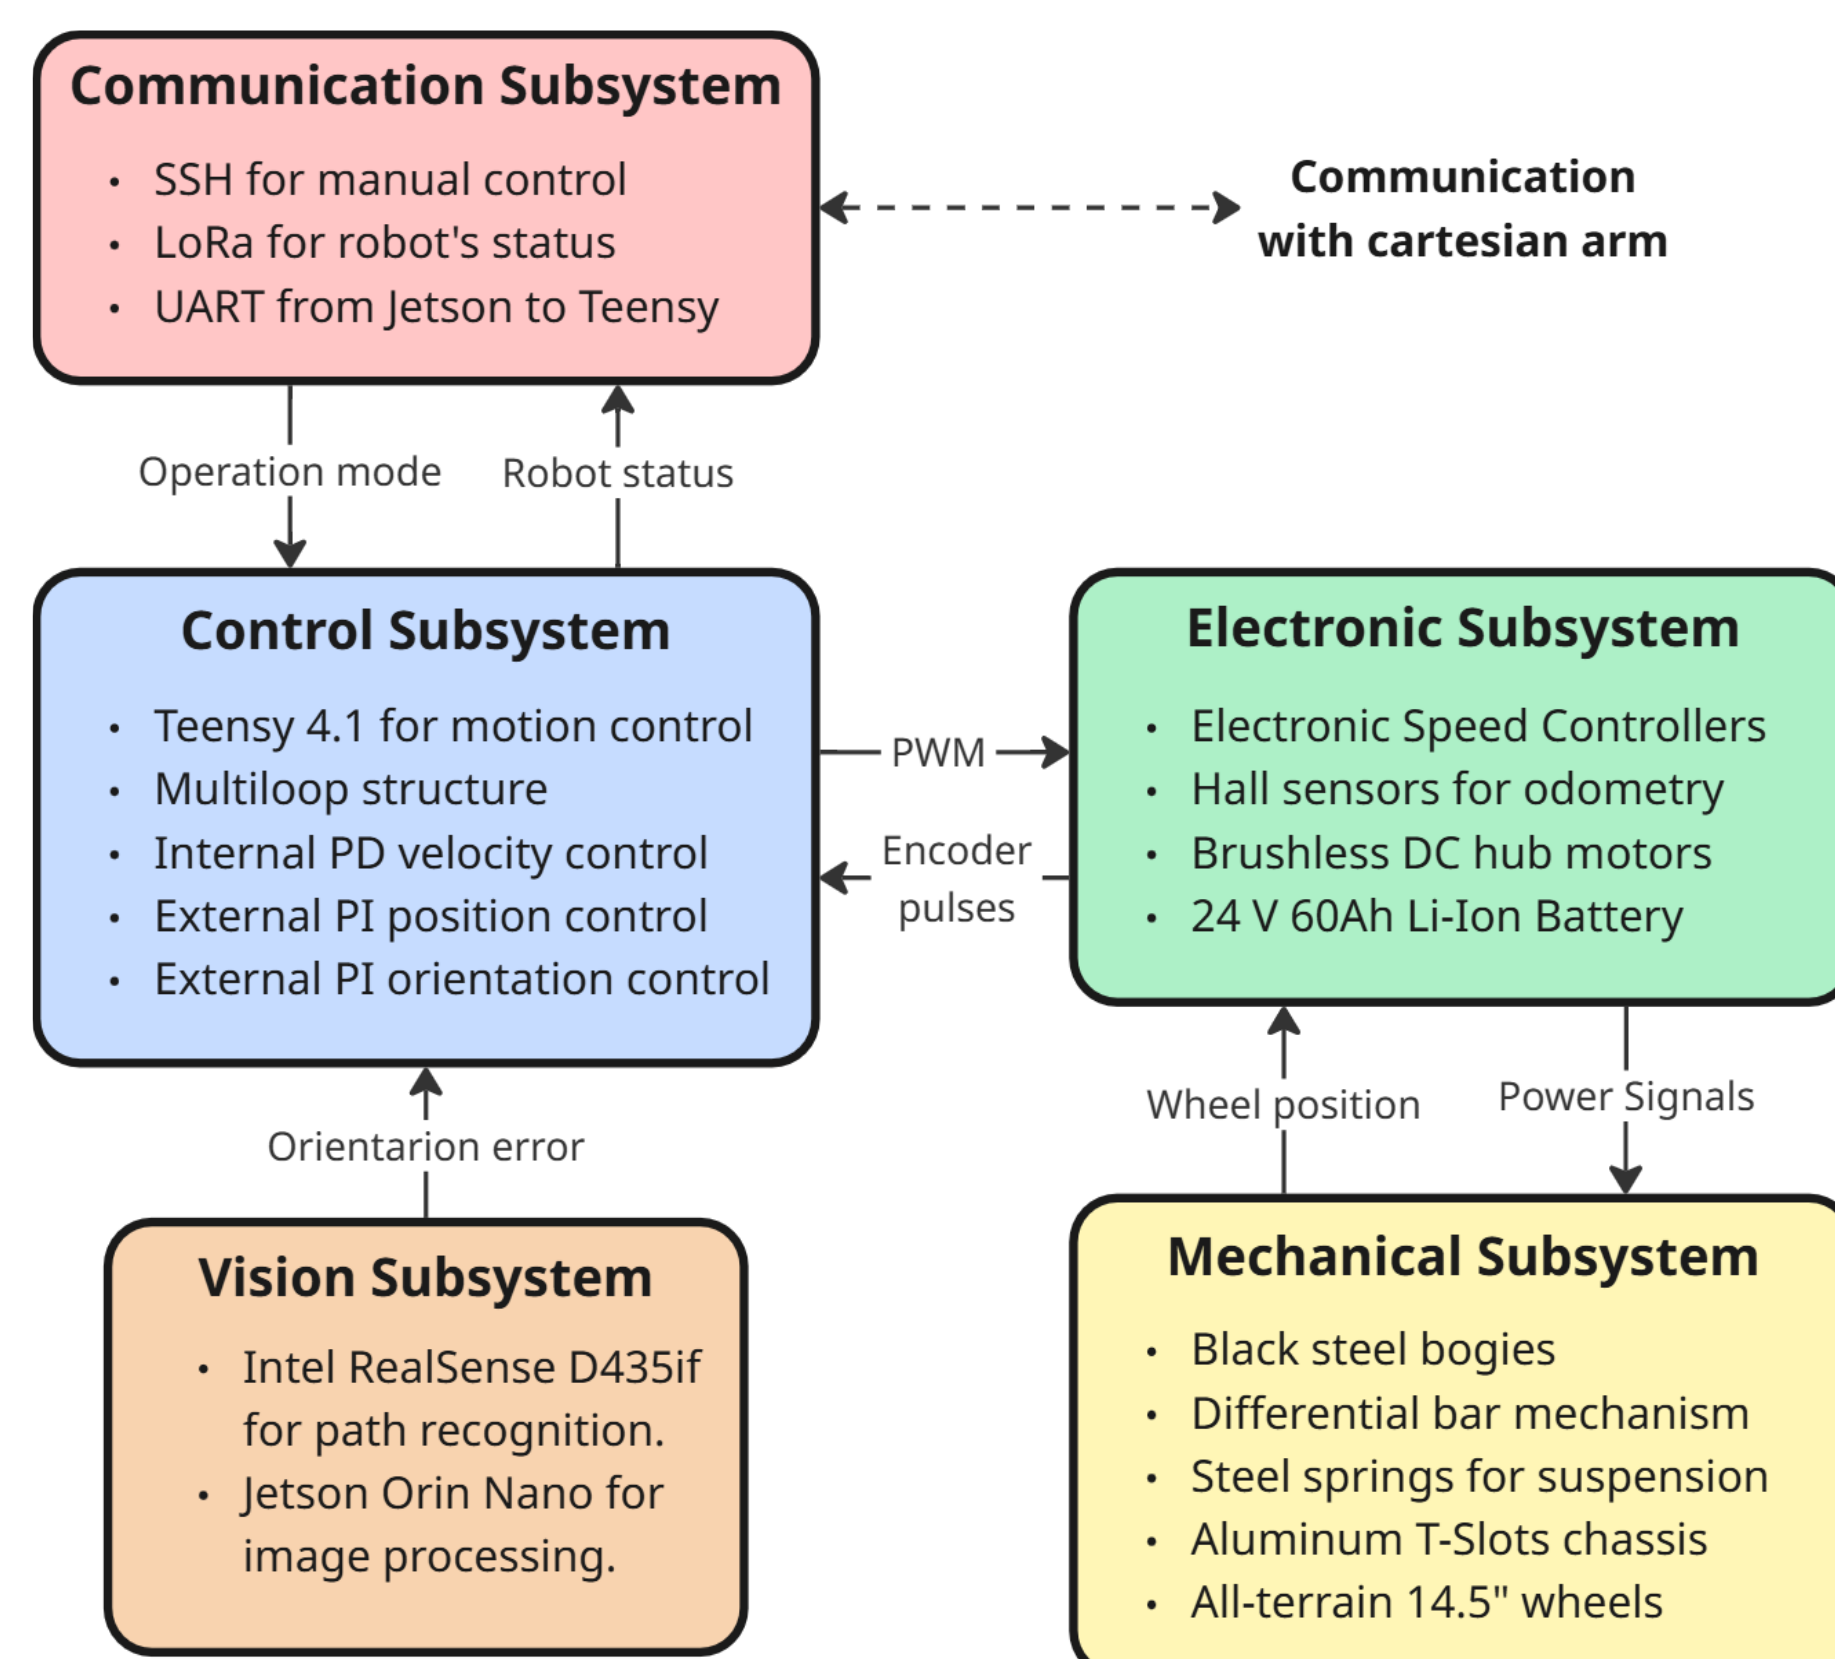 Communication Subsystem
• SSH for manual control
• LoRa for robot's status
• UART from Jetson to Teensy
Communication
with cartesian arm
Operation mode
Robot status
Control Subsystem
• Teensy 4.1 for motion control
• Multiloop structure
• Internal PD velocity control
• External PI position control
• External PI orientation control
PWM
Encoder
pulses
Electronic Subsystem
• Electronic Speed Controllers
• Hall sensors for odometry
• Brushless DC hub motors
• 24 V 60Ah Li-Ion Battery
Orientarion error
Wheel position
Power Signals
Vision Subsystem
• Intel RealSense D435if
for path recognition.
• Jetson Orin Nano for
image processing.
Mechanical Subsystem
• Black steel bogies
• Differential bar mechanism
• Steel springs for suspension
• Aluminum T-Slots chassis
• All-terrain 14.5" wheels